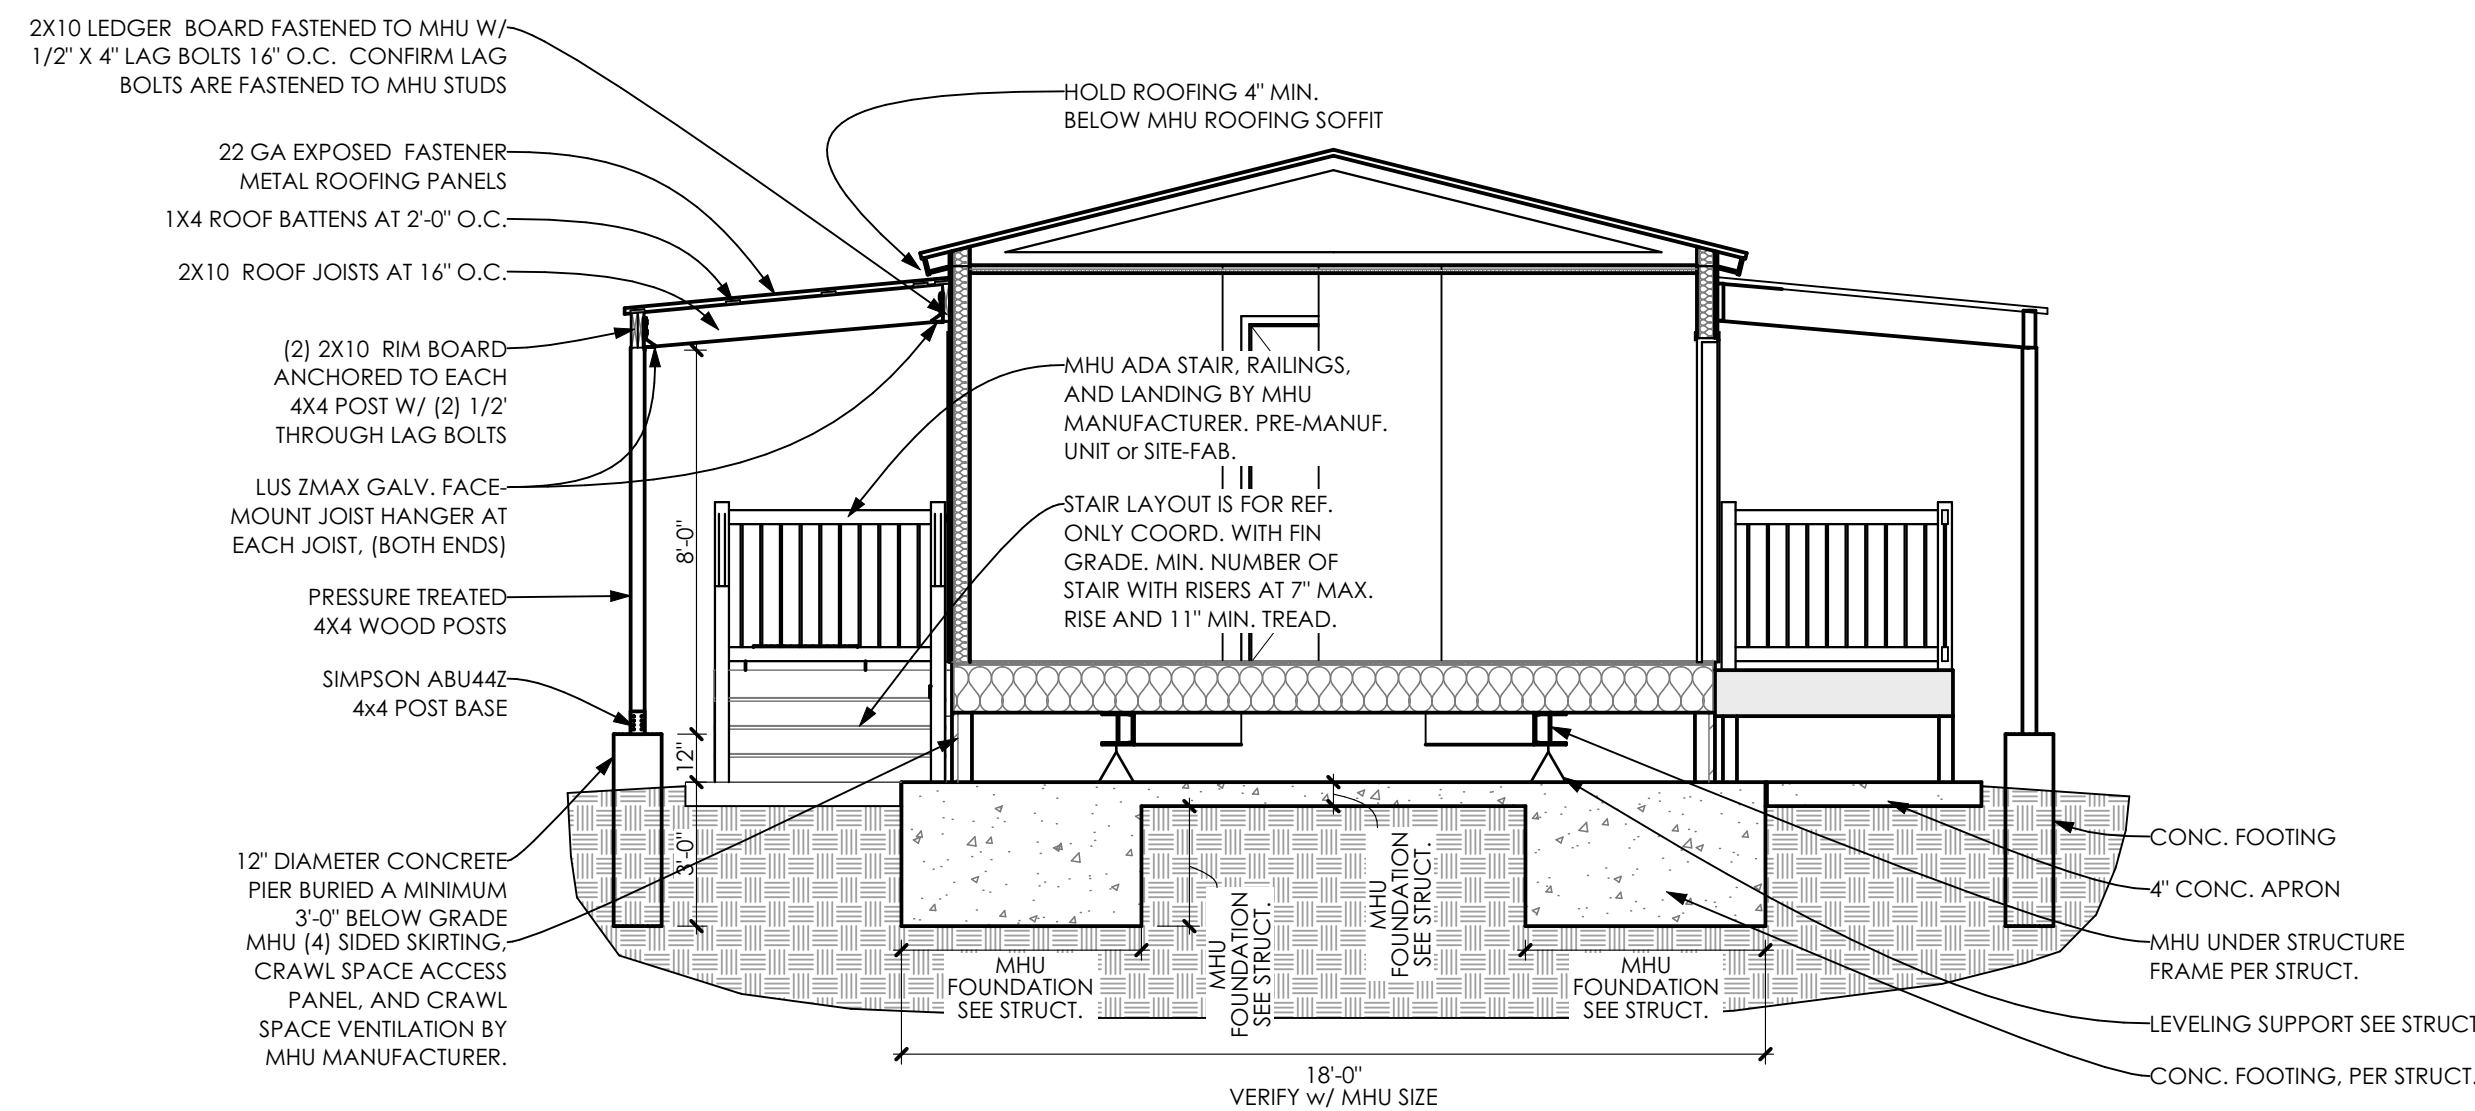 2X10 LEDGER BOARD FASTENED TO MHU W/
1/2" X 4" LAG BOLTS 16" O.C. CONFIRM LAG
BOLTS ARE FASTENED TO MHU STUDS
22 GA EXPOSED FASTENER
METAL ROOFING PANELS
1X4 ROOF BATTENS AT 2'-0" O.C.
2X10 ROOF JOISTS AT 16" O.C.
(2) 2X10 RIM BOARD
ANCHORED TO EACH
4X4 POST W/ (2) 1/2'
THROUGH LAG BOLTS
LUS ZMAX GALV. FACE-
MOUNT JOIST HANGER AT
EACH JOIST, (BOTH ENDS)
PRESSURE TREATED
4X4 WOOD POSTS
SIMPSON ABU44Z
4x4 POST BASE
12" DIAMETER CONCRETE
PIER BURIED A MINIMUM
3'-0" BELOW GRADE
MHU (4) SIDED SKIRTING,
CRAWL SPACE ACCESS
PANEL, AND CRAWL
SPACE VENTILATION BY
MHU MANUFACTURER.
8'-0"
12"
3'-0"
HOLD ROOFING 4" MIN.
BELOW MHU ROOFING SOFFIT
MHU ADA STAIR, RAILINGS,
AND LANDING BY MHU
MANUFACTURER. PRE-MANUF.
UNIT or SITE-FAB.
STAIR LAYOUT IS FOR REF.
ONLY COORD. WITH FIN
GRADE. MIN. NUMBER OF
STAIR WITH RISERS AT 7" MAX.
RISE AND 11" MIN. TREAD.
MHU
FOUNDATION
SEE STRUCT.
MHU
FOUNDATION
SEE STRUCT.
MHU
FOUNDATION
SEE STRUCT.
MHU
FOUNDATION
SEE STRUCT.
18'-0"
VERIFY w/ MHU SIZE
CONC. FOOTING
4" CONC. APRON
MHU UNDER STRUCTURE
FRAME PER STRUCT.
LEVELING SUPPORT SEE STRUCT
CONC. FOOTING, PER STRUCT.